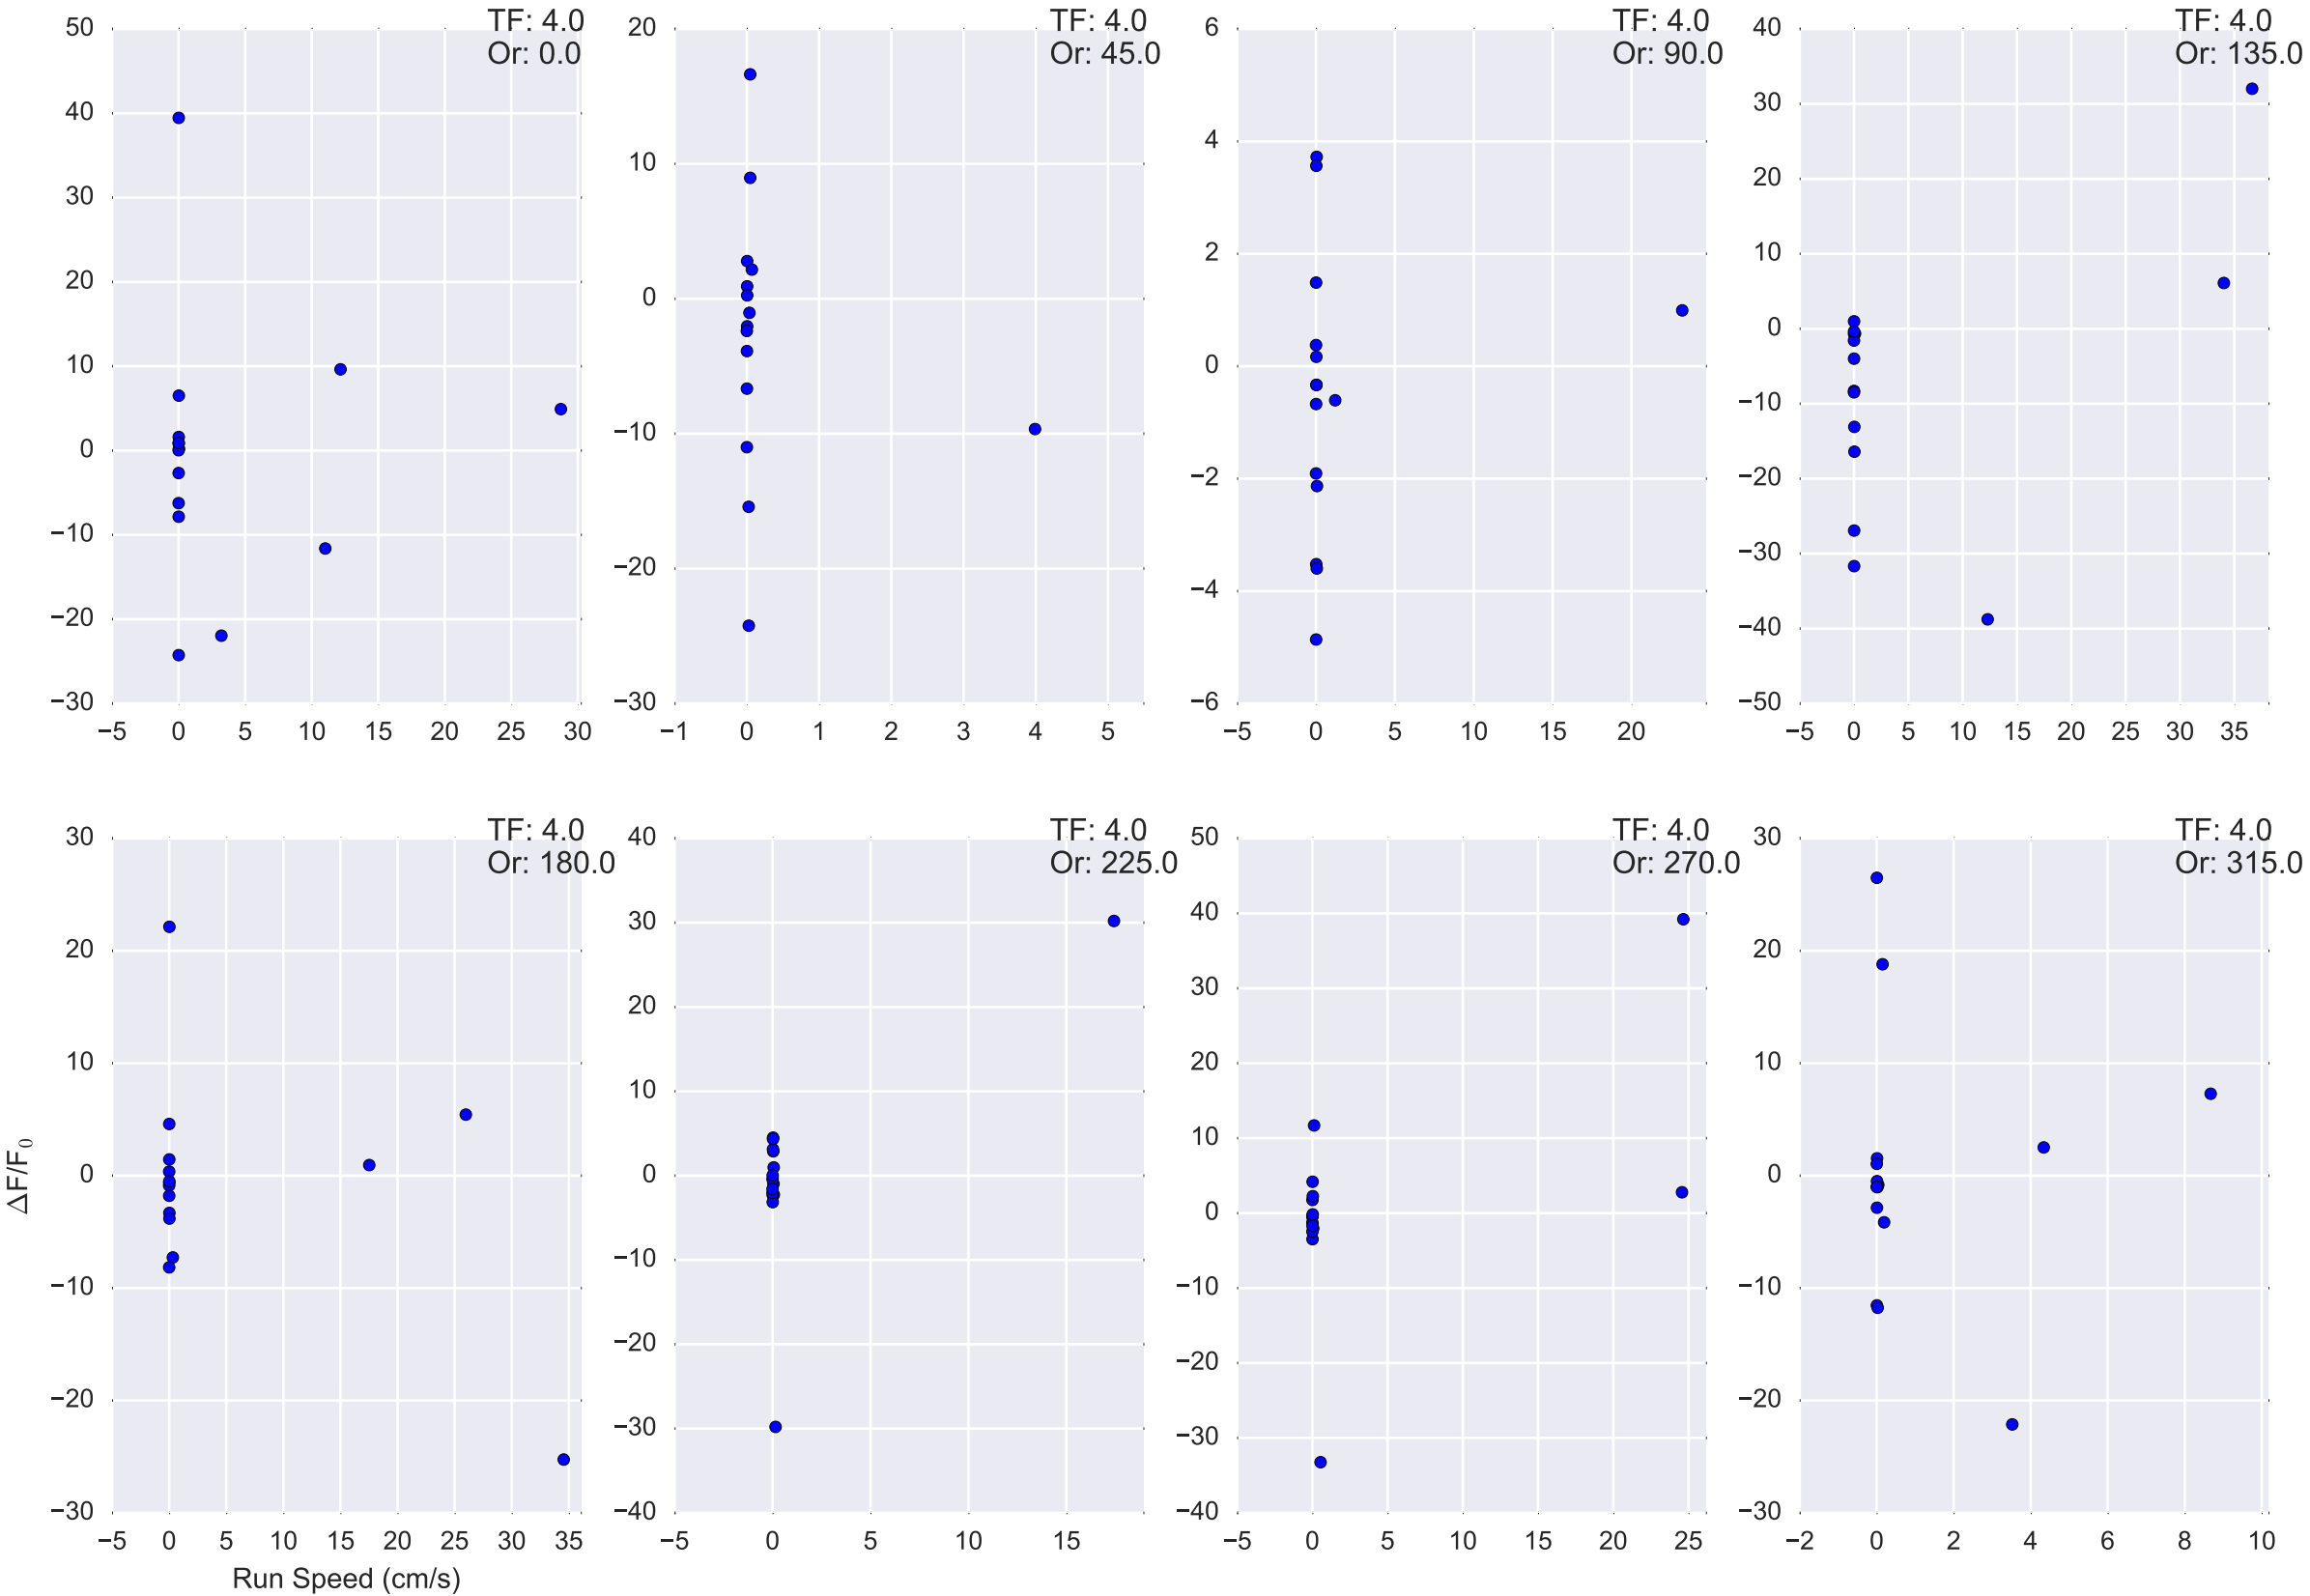 TF: 4.0
Or: 0.0
50
40
30
20
10
0
−10
−20
−30
−5 0 5 10 15 20 25 30
TF: 4.0
Or: 45.0
20
10
0
−10
−20
−30
−1 0 1 2 3 4 5
TF: 4.0
Or: 90.0
6
4
2
0
−2
−4
−6
−5 0 5 10 15 20
TF: 4.0
Or: 135.0
40
30
20
10
0
−10
−20
−30
−40
−50
−5 0 5 10 15 20 25 30 35
TF: 4.0
Or: 180.0
30
20
10
0
−10
−20
−30
−5 0 5 10 15 20 25 30 35
Run Speed (cm/s)
ΔF/F₀
TF: 4.0
Or: 225.0
40
30
20
10
0
−10
−20
−30
−40
−5 0 5 10 15
TF: 4.0
Or: 270.0
50
40
30
20
10
0
−10
−20
−30
−40
−5 0 5 10 15 20 25
TF: 4.0
Or: 315.0
30
20
10
0
−10
−20
−30
−2 0 2 4 6 8 10